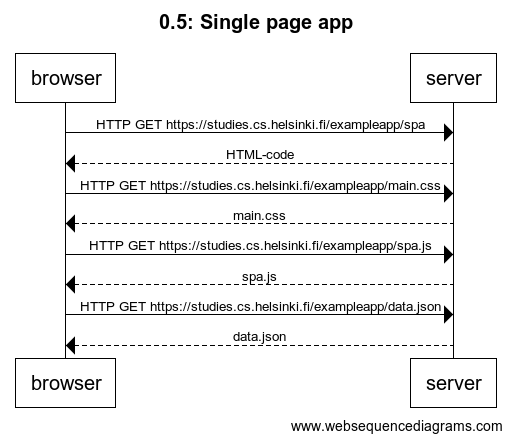 0.5: Single page app
browser
server
HTTP GET https://studies.cs.helsinki.fi/exampleapp/spa
HTML-code
HTTP GET https://studies.cs.helsinki.fi/exampleapp/main.css
main.css
HTTP GET https://studies.cs.helsinki.fi/exampleapp/spa.js
spa.js
HTTP GET https://studies.cs.helsinki.fi/exampleapp/data.json
data.json
browser
server
www.websequencediagrams.com